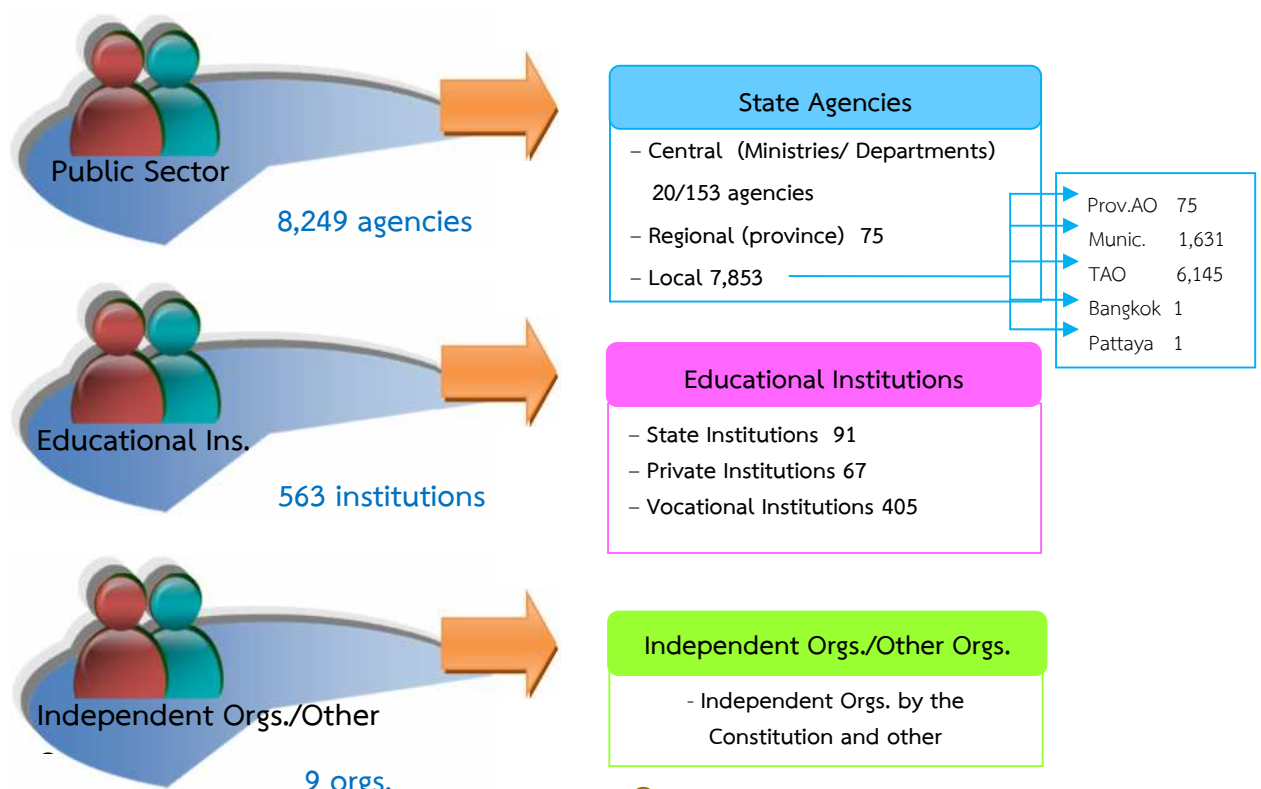 Public Sector
8,249 agencies
State Agencies
– Central (Ministries/ Departments)
20/153 agencies
– Regional (province) 75
– Local 7,853
Prov.AO 75
Munic. 1,631
TAO 6,145
Bangkok 1
Pattaya 1
Educational Ins.
563 institutions
Educational Institutions
– State Institutions 91
– Private Institutions 67
– Vocational Institutions 405
Independent Orgs./Other
9 orgs.
Independent Orgs./Other Orgs.
- Independent Orgs. by the
Constitution and other